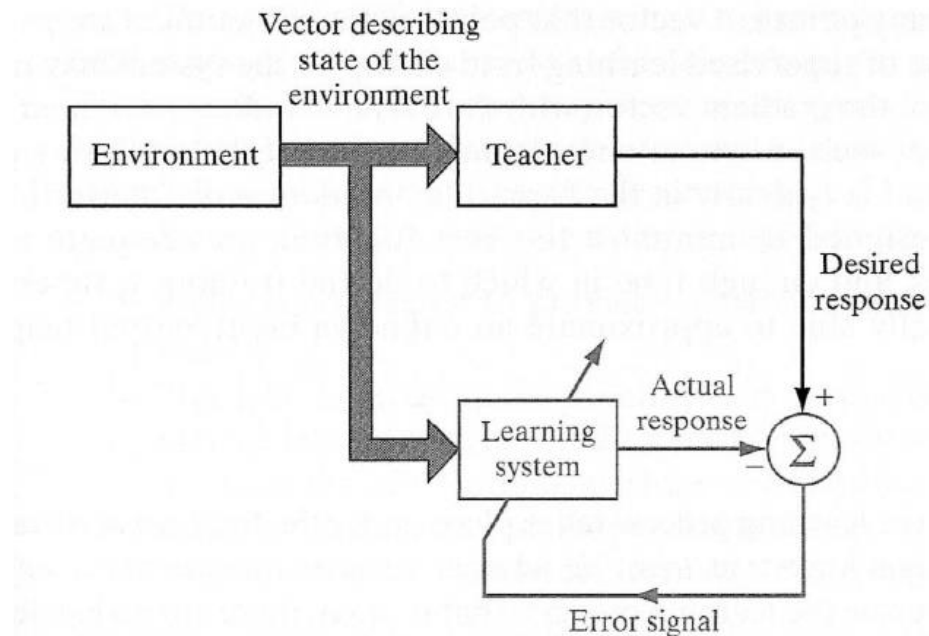 Vector describing
state of the
environment
Environment
Teacher
Desired
response
Actual
response
Learning
system
+
−
Σ
Error signal